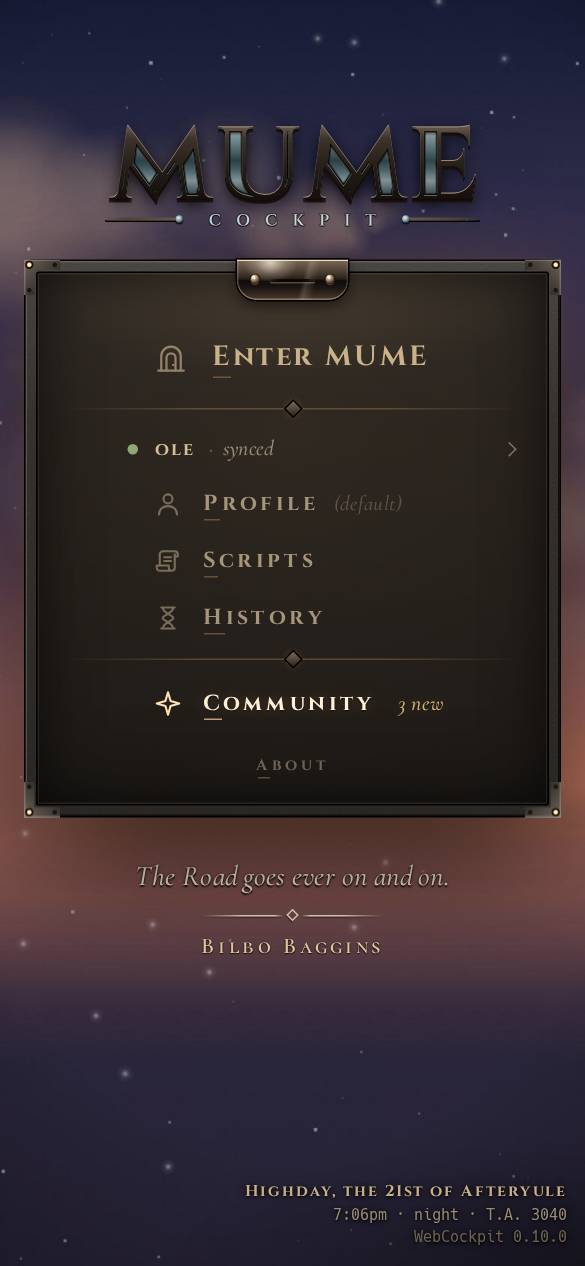 MUME
COCKPIT
Enter MUME
OLE · synced
Profile (default)
Scripts
History
Community 3 new
About
The Road goes ever on and on.
Bilbo Baggins
Highday, the 21st of Afteryule
7:06pm · night · T.A. 3040
WebCockpit 0.10.0